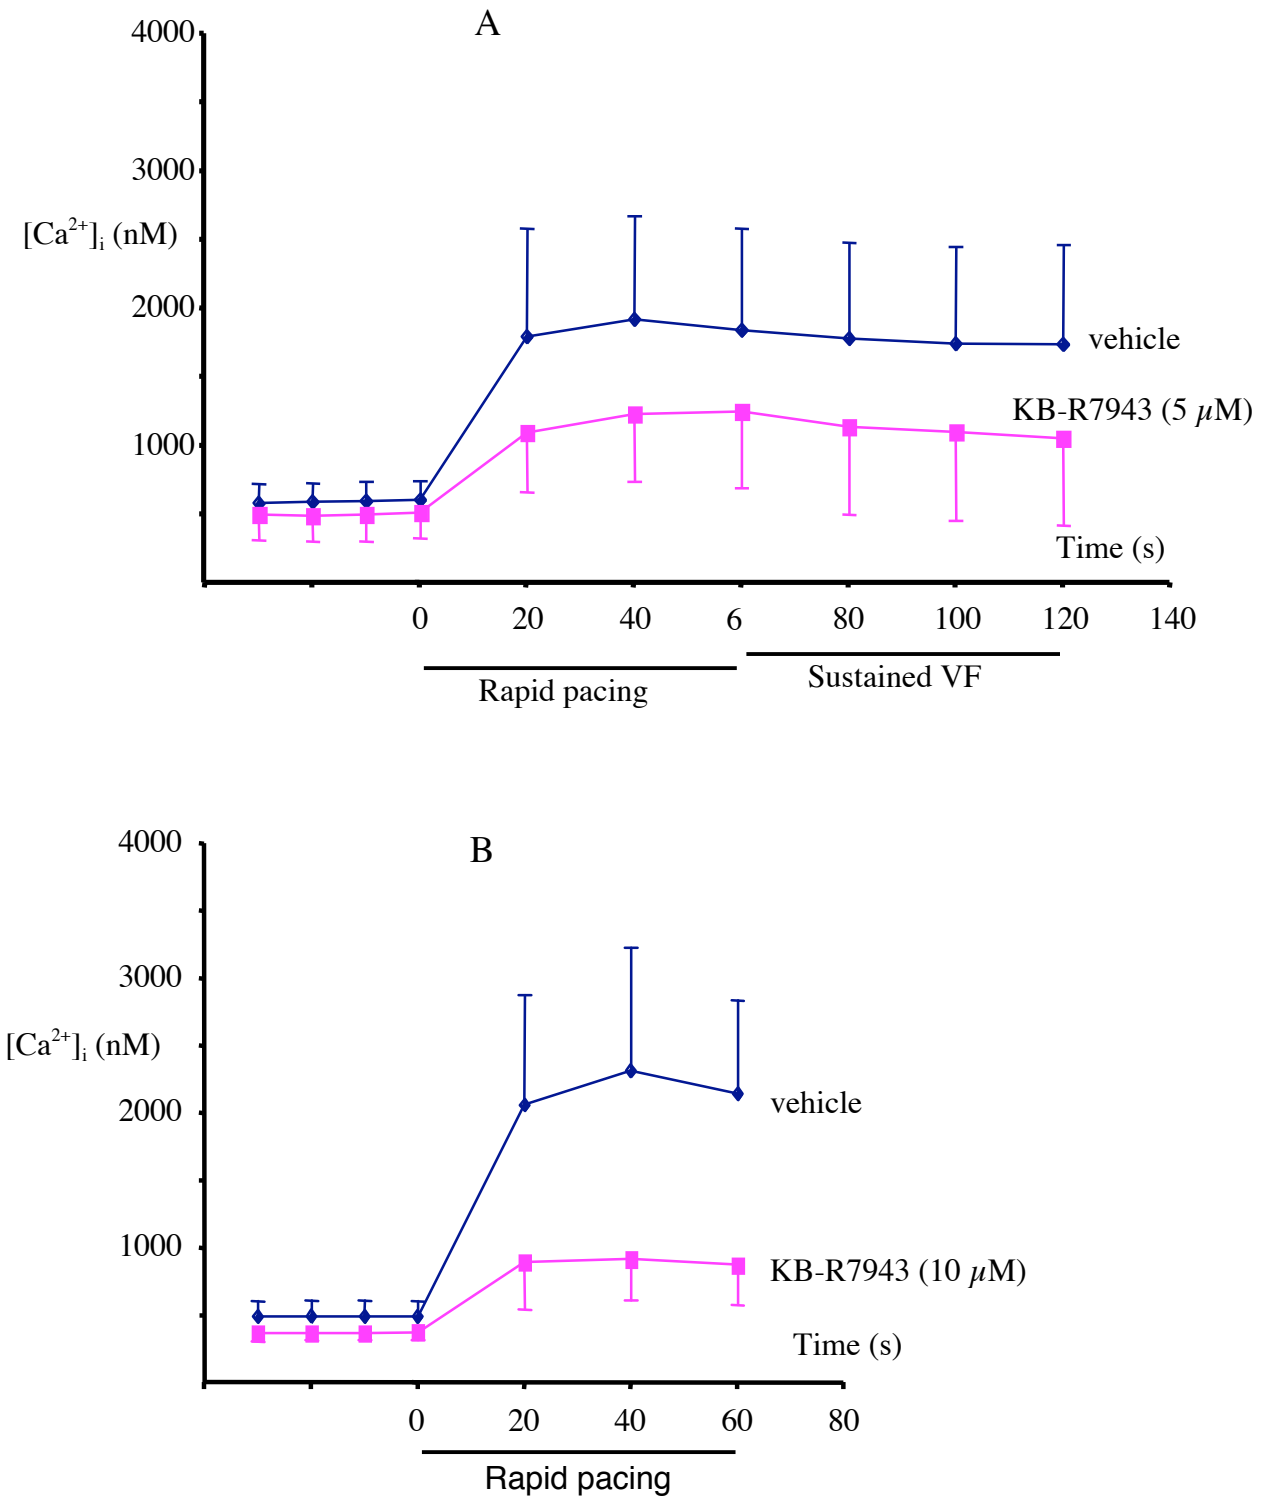 A
4000
3000
[Ca²⁺]ᵢ (nM)
2000
vehicle
KB-R7943 (5 µM)
1000
Time (s)
0 20 40 6 80 100 120 140
Rapid pacing
Sustained VF
B
4000
3000
[Ca²⁺]ᵢ (nM)
2000
vehicle
1000
KB-R7943 (10 µM)
Time (s)
0 20 40 60 80
Rapid pacing